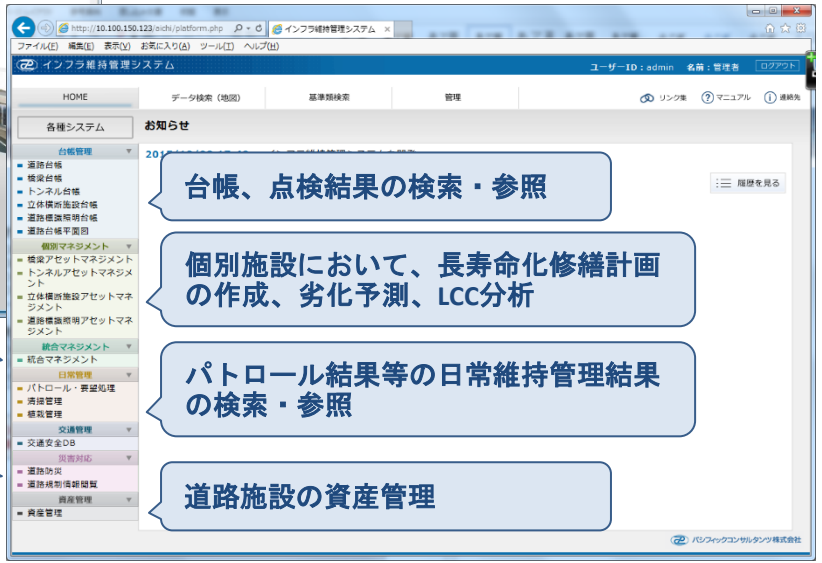 http://10.100.150.123/aichi/platform.php
インフラ維持管理システム
ファイル(F) 編集(E) 表示(V) お気に入り(A) ツール(T) ヘルプ(H)
インフラ維持管理システム
ユーザーID：admin 名前：管理者 ログアウト
HOME データ検索（地図） 基準類検索 管理 リンク集 マニュアル 連絡先
各種システム
お知らせ
台帳管理
道路台帳
橋梁台帳
トンネル台帳
立体横断施設台帳
道路標識照明台帳
道路台帳平面図
履歴を見る
台帳、点検結果の検索・参照
個別マネジメント
橋梁アセットマネジメント
トンネルアセットマネジメ
ント
立体横断施設アセットマネ
ジメント
道路標識照明アセットマネ
ジメント
個別施設において、長寿命化修繕計画
の作成、劣化予測、LCC分析
統合マネジメント
統合マネジメント
日常管理
パトロール・要望処理
清掃管理
植栽管理
パトロール結果等の日常維持管理結果
の検索・参照
交通管理
交通安全DB
災害対応
道路防災
道路規制情報閲覧
資産管理
資産管理
道路施設の資産管理
パシフィックコンサルタンツ株式会社